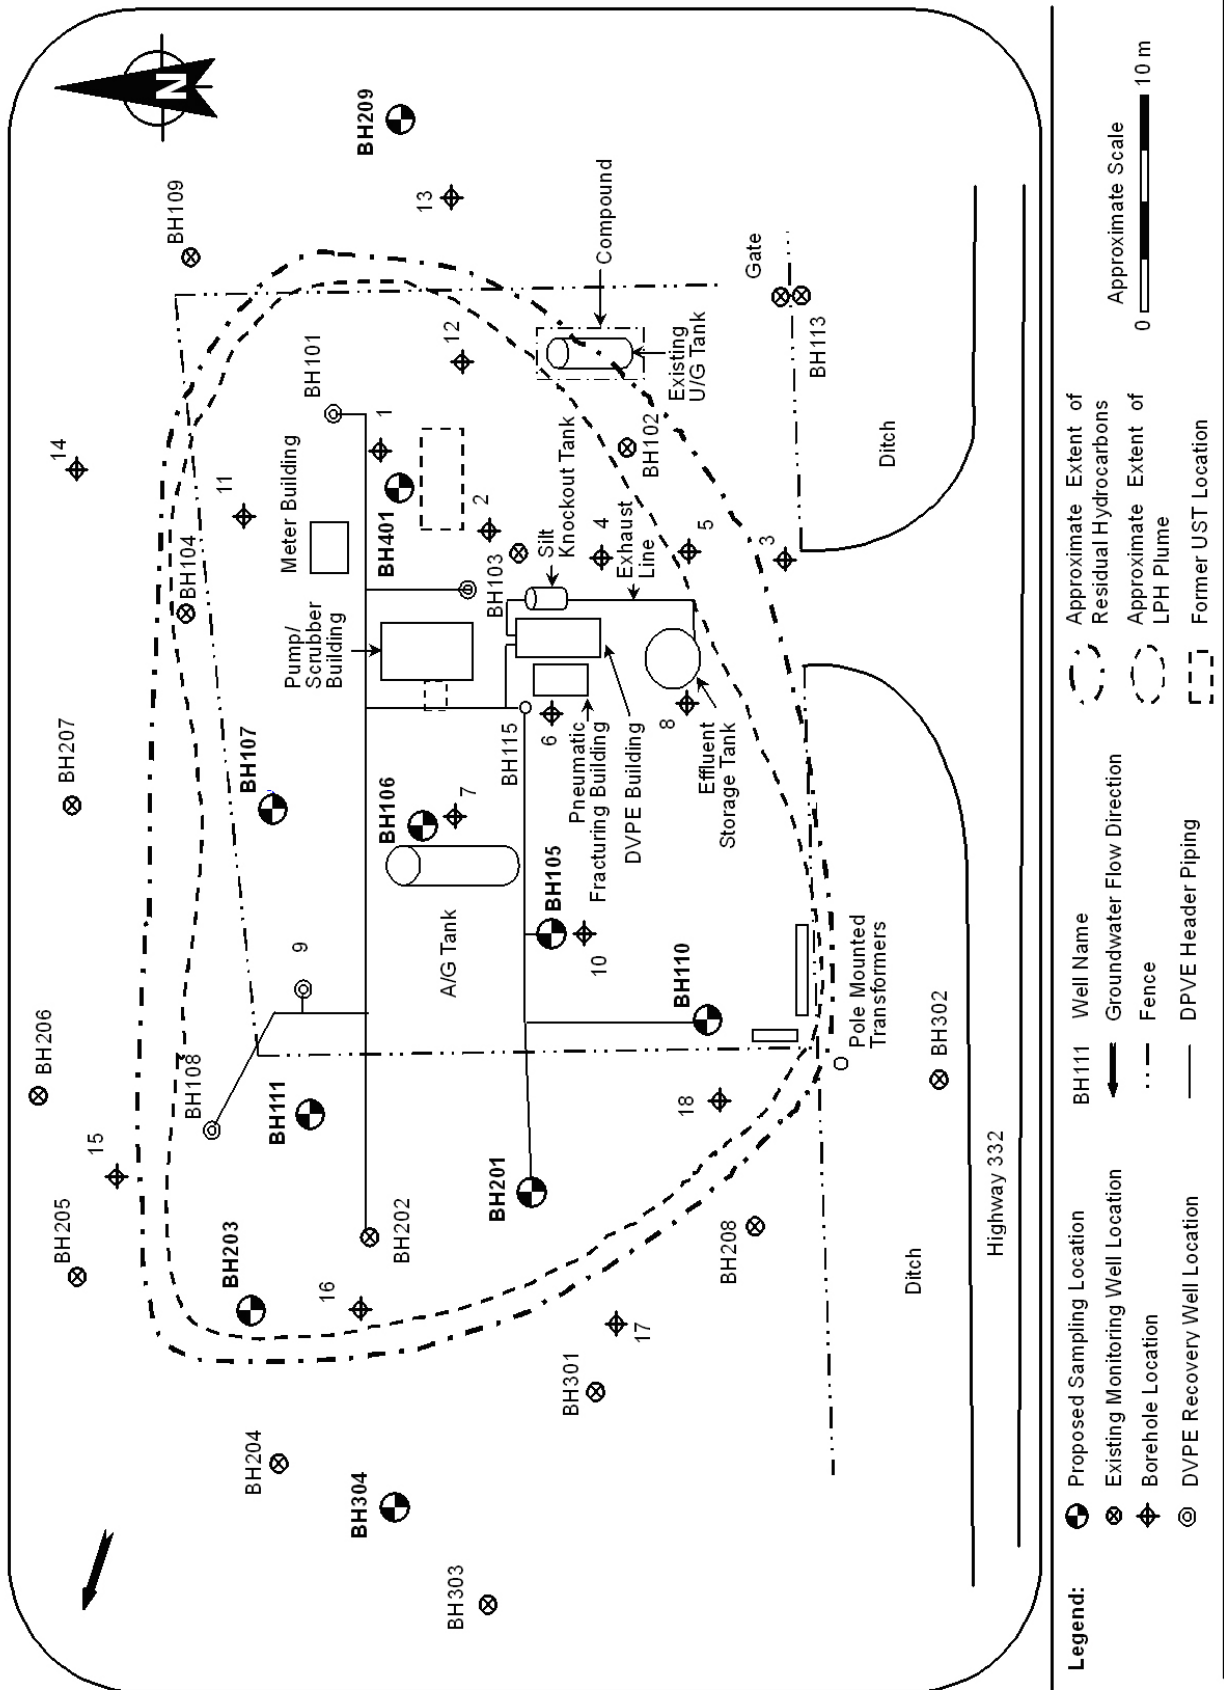 N
BH209
BH109
13
Compound
Gate
BH113
Existing
U/G Tank
12
BH101
1
14
11
Meter Building
BH401
2
BH102
Silt
Knockout Tank
4
Exhaust
Line
5
3
Ditch
BH104
BH103
Pump/
Scrubber
Building
BH207
BH107
BH115
6
Pneumatic
Fracturing Building
DVPE Building
8
Effluent
Storage Tank
BH106
7
A/G Tank
BH105
10
9
BH110
Pole Mounted
Transformers
BH302
BH206
BH108
BH111
15
BH205
BH203
BH201
BH202
16
18
BH208
17
BH301
BH204
BH304
BH303
Ditch
Highway 332
Legend:
Proposed Sampling Location
Existing Monitoring Well Location
Borehole Location
DVPE Recovery Well Location
BH111 Well Name
Groundwater Flow Direction
Fence
DPVE Header Piping
Approximate Extent of
Residual Hydrocarbons
Approximate Extent of
LPH Plume
Former UST Location
Approximate Scale
0 10 m